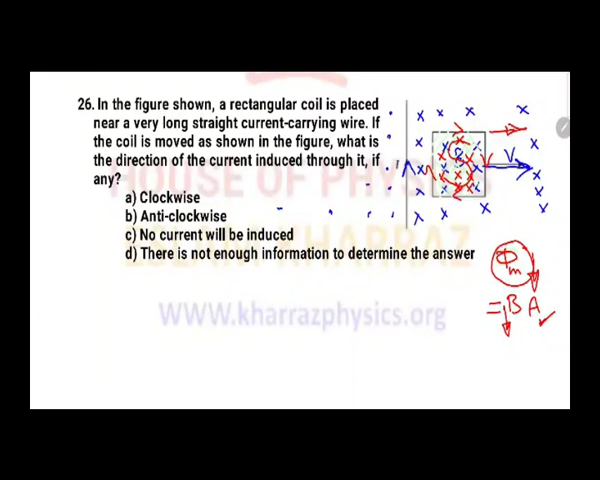 26. In the figure shown, a rectangular coil is placed
near a very long straight current-carrying wire. If
the coil is moved as shown in the figure, what is
the direction of the current induced through it, if
any?
a) Clockwise
b) Anti-clockwise
c) No current will be induced
d) There is not enough information to determine the answer
I
V
Φm
= BA
HOUSE OF PHYSICS
www.kharrazphysics.org